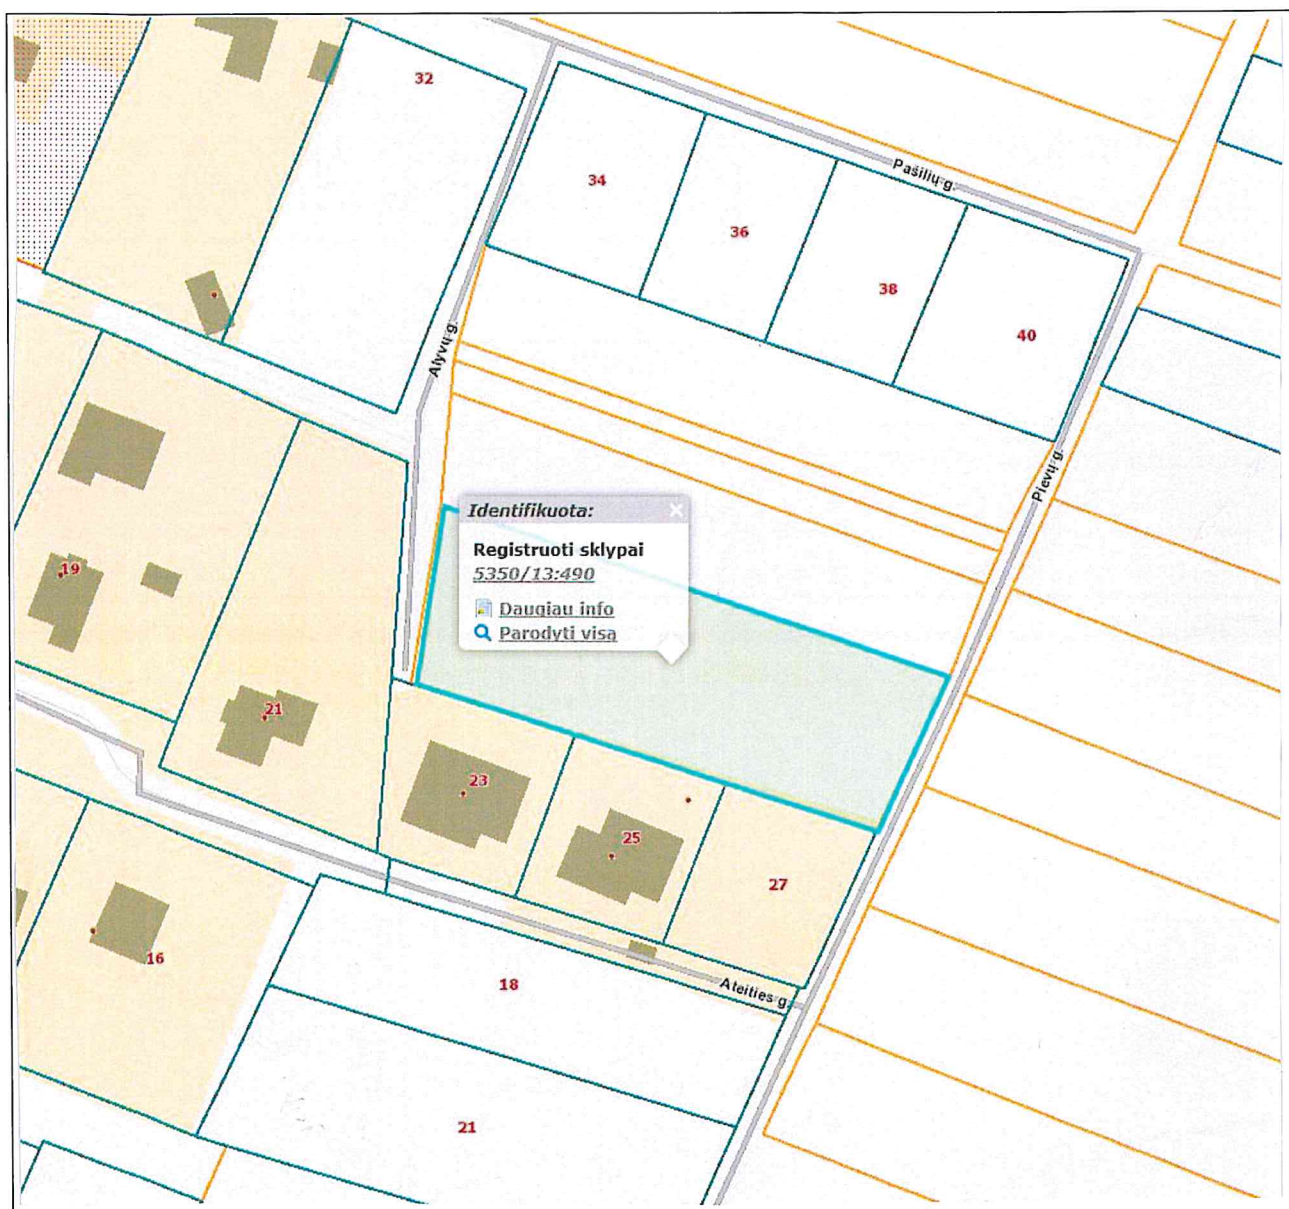 32
34
Pašilių g.
36
38
40
Alyvų g.
Pievų g.
Identifikuota:
Registruoti sklypai
5350/13:490
Daugiau info
Parodyti visą
19
21
23
25
27
16
18
Ateities g.
21